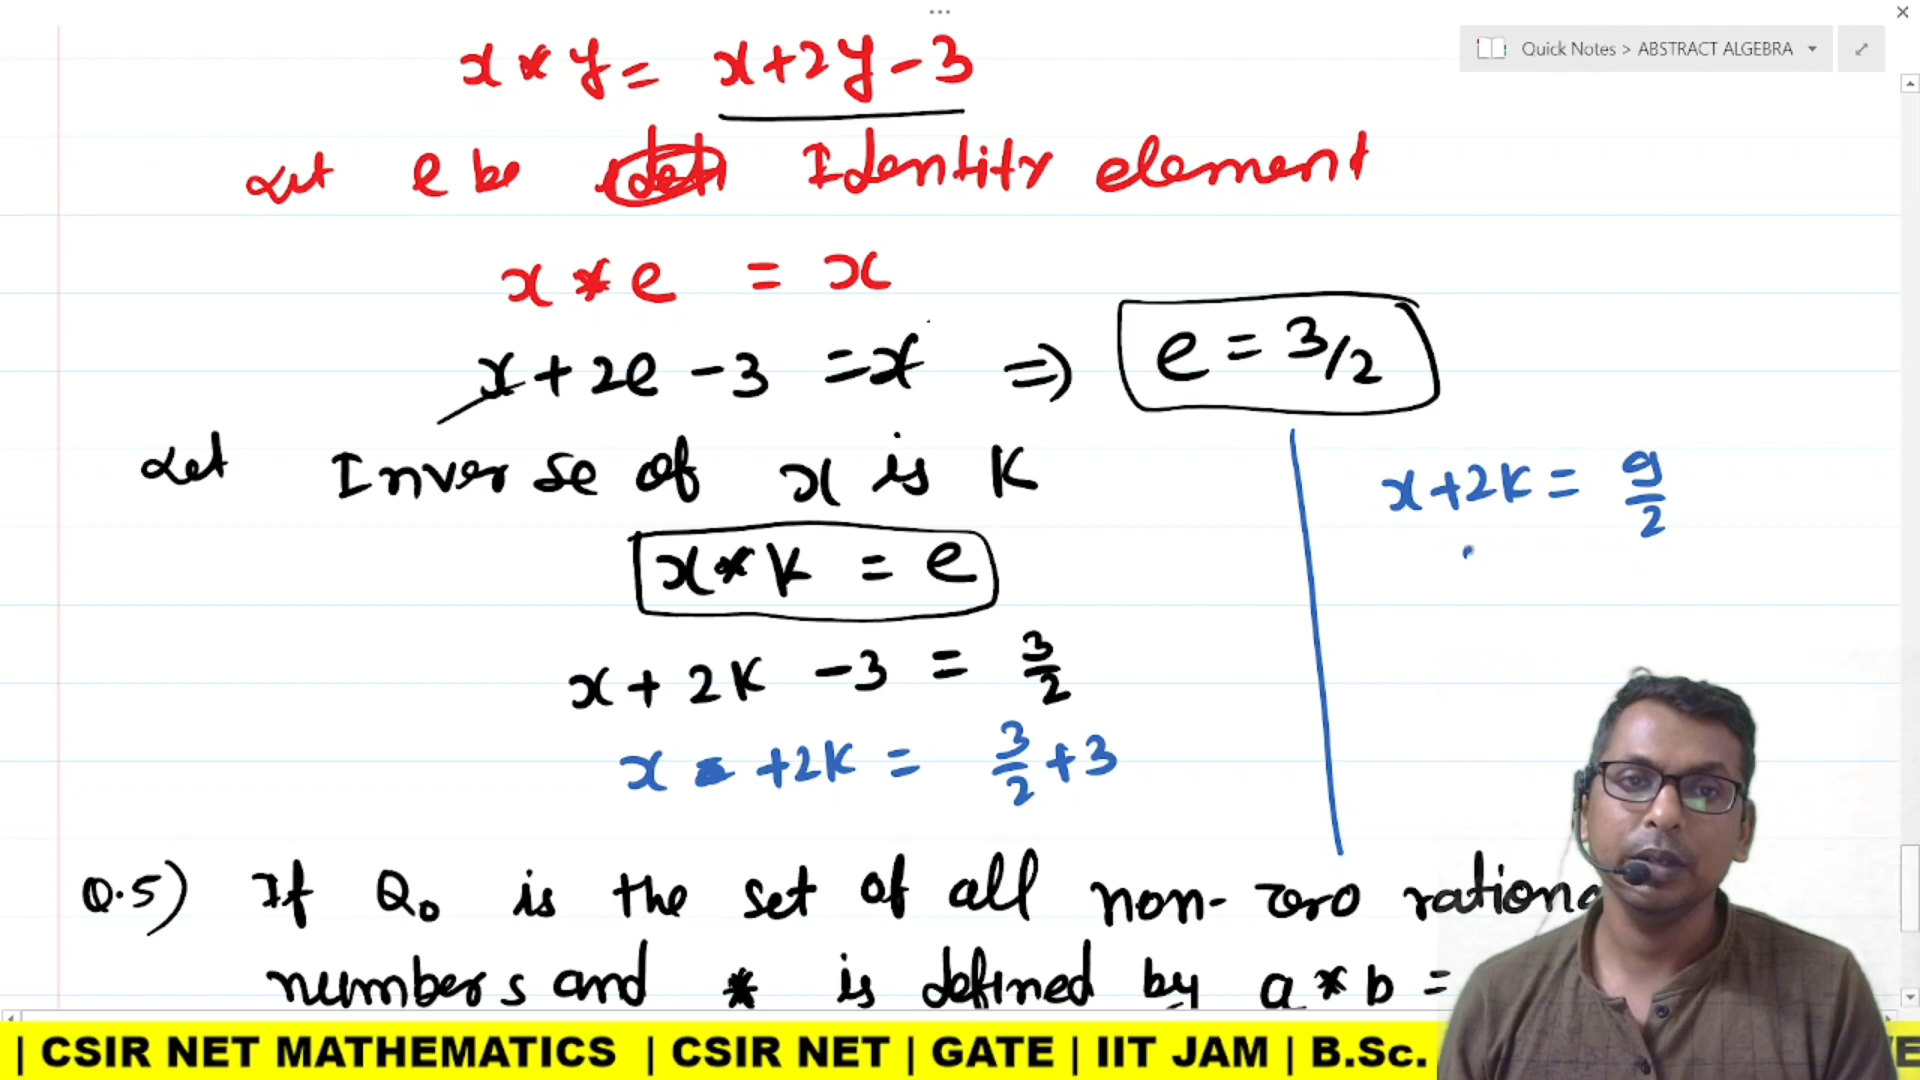 Quick Notes > ABSTRACT ALGEBRA
x * y = x+2y-3
Let e be Identity element
x * e = x
x+2e-3 = x => e = 3/2
Let Inverse of x is K
x * K = e
x+2K-3 = 3/2
x +2K = 3/2 +3
x+2K = 9/2
Q.5) If Q₀ is the set of all non-zero
numbers and * is defined by a * b =
| CSIR NET MATHEMATICS | CSIR NET | GATE | IIT JAM | B.Sc.